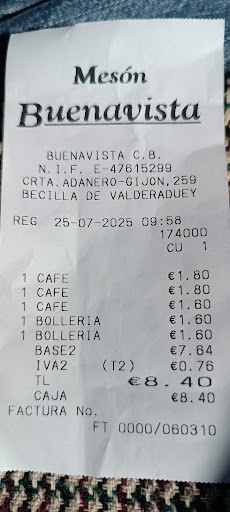 Mesón
Buenavista
BUENAVISTA C.B.
N.I.F. E-47615299
CRTA.ADANERO-GIJON,259
BECILLA DE VALDERADUEY
REG 25-07-2025 09:58
174000
CU 1
1 CAFE €1.80
1 CAFE €1.80
1 CAFE €1.60
1 BOLLERIA €1.60
1 BOLLERIA €1.60
BASE2 €7.64
IVA2 (T2) €0.76
TL €8.40
CAJA €8.40
FACTURA No.
FT 0000/060310